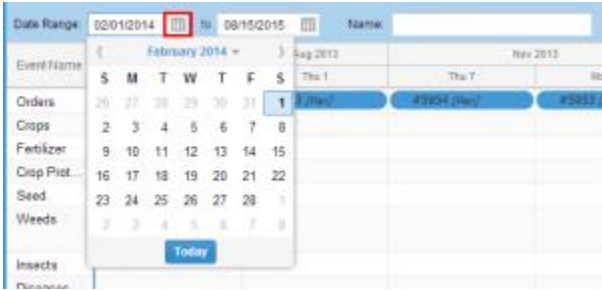 Date Range: 02/01/2014 to 08/15/2015 Name:
Event Name Aug 2013 Nov 2013
Thu 1 Thu 7
February 2014
S M T W T F S
26 27 28 29 30 31 1
2 3 4 5 6 7 8
9 10 11 12 13 14 15
16 17 18 19 20 21 22
23 24 25 26 27 28 1
2 3 4 5 6 7 8
Today
Orders #5954
Crops
Fertilizer
Crop Prot...
Seed
Weeds
Insects
Diseases